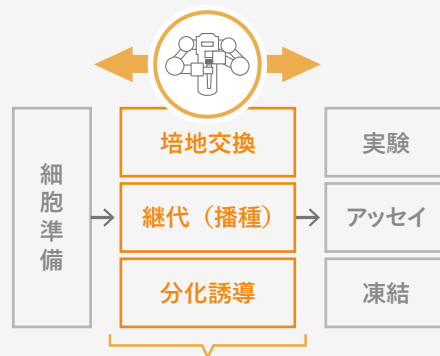 細胞準備
培地交換
継代（播種）
分化誘導
実験
アッセイ
凍結